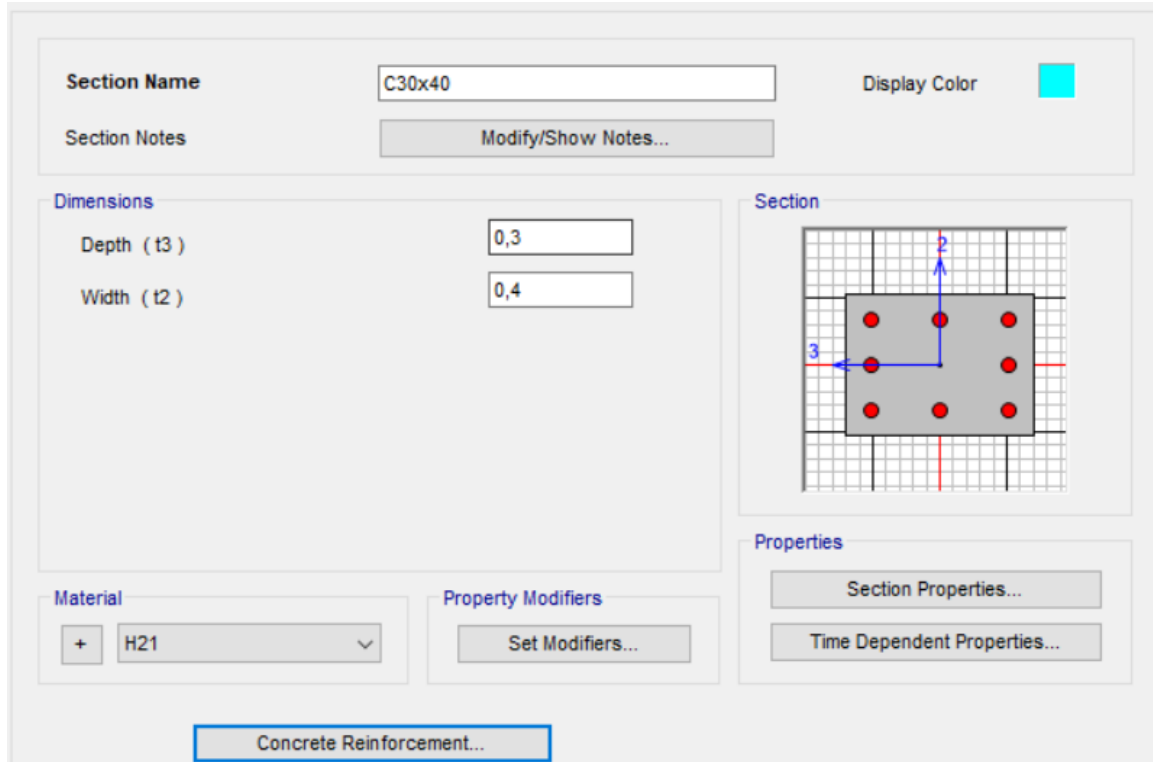 Section Name C30x40 Display Color
Section Notes Modify/Show Notes...
Dimensions
Depth ( t3 ) 0,3
Width ( t2 ) 0,4
Section
2
3
Properties
Section Properties...
Time Dependent Properties...
Material
+ H21
Property Modifiers
Set Modifiers...
Concrete Reinforcement...